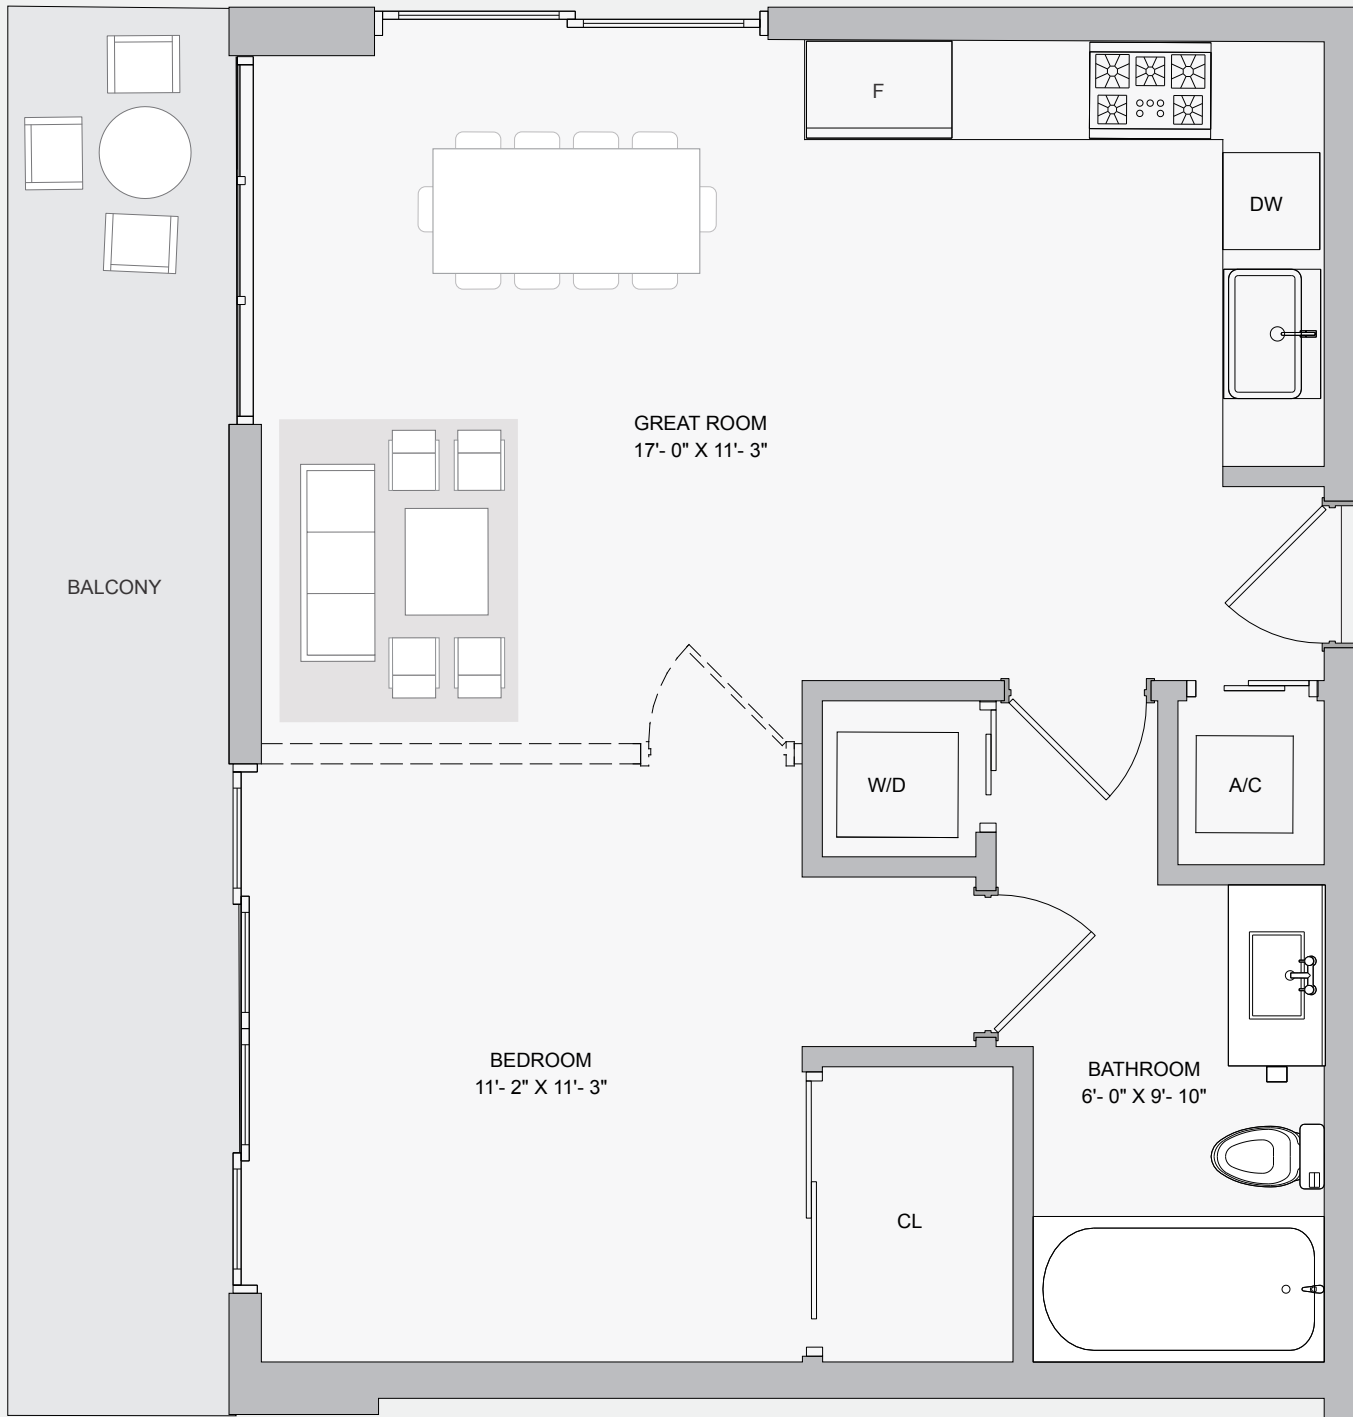 F
DW
GREAT ROOM
17'- 0" X 11'- 3"
BALCONY
W/D
A/C
BEDROOM
11'- 2" X 11'- 3"
BATHROOM
6'- 0" X 9'- 10"
CL